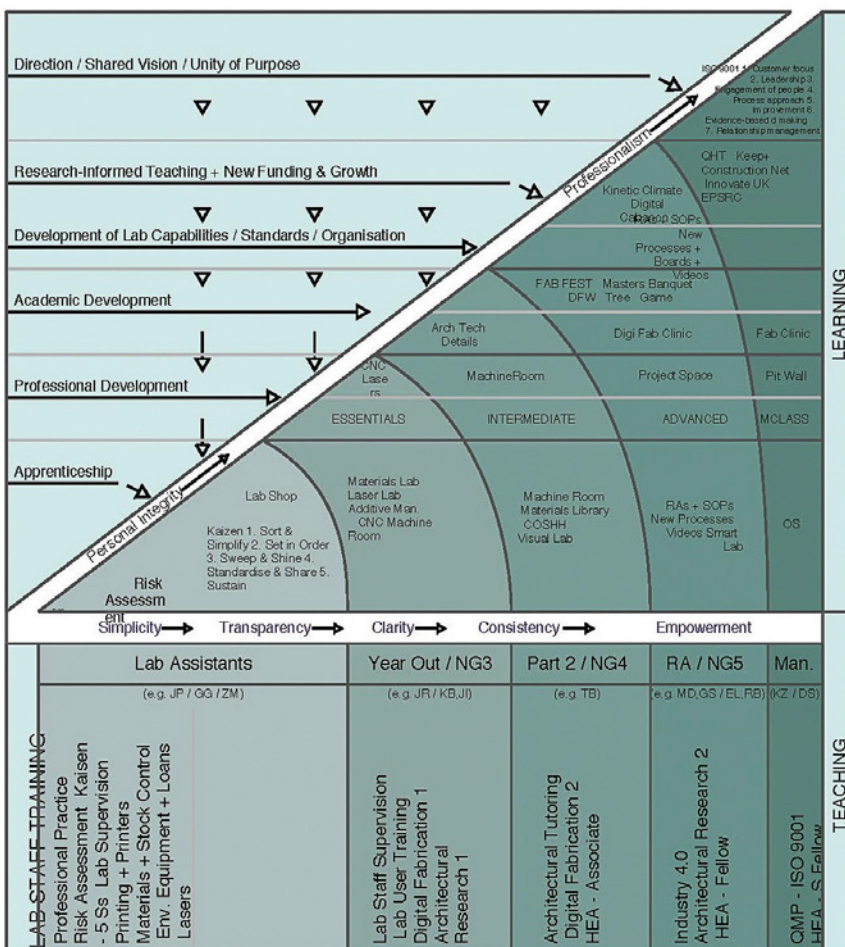 Direction / Shared Vision / Unity of Purpose
ISO 9001 1. Customer focus
2. Leadership 3.
Engagement of people 4.
Process approach 5.
Improvement 6.
Evidence-based d making
7. Relationship management
Professionalism
QHT Keep+
Construction Net
Innovate UK
EPSRC
Research-Informed Teaching + New Funding & Growth
Kinetic Climate
Digital
Cabanon
RAs + SOPs
New
Processes +
Boards +
Videos
Development of Lab Capabilities / Standards / Organisation
FAB FEST Masters Banquet
DFW Tree Game
Academic Development
Arch Tech
Details
Digi Fab Clinic
Fab Clinic
LEARNING
CNC
Lase
rs
MachineRoom
Project Space
Pit Wall
Professional Development
ESSENTIALS
INTERMEDIATE
ADVANCED
MCLASS
Apprenticeship
Personal Integrity
Lab Shop
Kaizen 1. Sort &
Simplify 2. Set in Order
3. Sweep & Shine 4.
Standardise & Share 5.
Sustain
Risk
Assessm
ent
Materials Lab
Laser Lab
Additive Man.
CNC Machine
Room
Machine Room
Materials Library
COSHH
Visual Lab
RAs + SOPs
New Processes
Videos Smart
Lab
OS
Simplicity
Transparency
Clarity
Consistency
Empowerment
Lab Assistants
Year Out / NG3
Part 2 / NG4
RA / NG5
Man.
(e.g. JP / GG / ZM)
(e.g. JR / KB,JI)
(e.g. TB)
(e.g. MD,GS / EL,RB)
(KZ / DS)
TEACHING
LAB STAFF TRAINING
Professional Practice
Risk Assessment Kaisen
- 5 Ss Lab Supervision
Printing + Printers
Materials + Stock Control
Env. Equipment + Loans
Lasers
Lab Staff Supervision
Lab User Training
Digital Fabrication 1
Architectural
Research 1
Architectural Tutoring
Digital Fabrication 2
HEA - Associate
Industry 4.0
Architectural Research 2
HEA - Fellow
QMP - ISO 9001
HEA - S Fellow